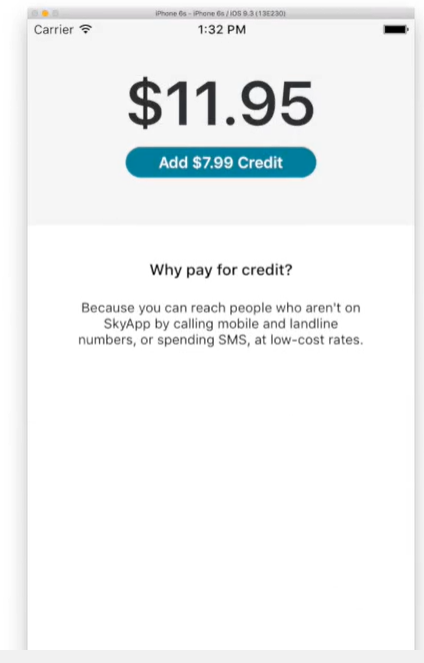 iPhone 6s - iPhone 6s / iOS 9.3 (13E230)
Carrier 1:32 PM
$11.95
Add $7.99 Credit
Why pay for credit?
Because you can reach people who aren't on
SkyApp by calling mobile and landline
numbers, or spending SMS, at low-cost rates.